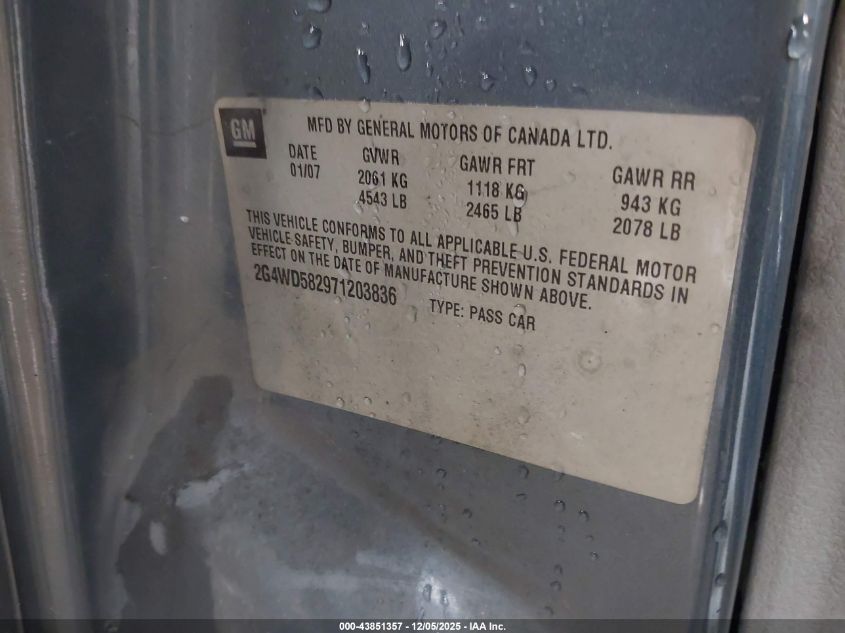 GM
MFD BY GENERAL MOTORS OF CANADA LTD.
DATE GVWR GAWR FRT GAWR RR
01/07 2061 KG 1118 KG 943 KG
4543 LB 2465 LB 2078 LB
THIS VEHICLE CONFORMS TO ALL APPLICABLE U.S. FEDERAL MOTOR
VEHICLE SAFETY, BUMPER, AND THEFT PREVENTION STANDARDS IN
EFFECT ON THE DATE OF MANUFACTURE SHOWN ABOVE.
2G4WD582971203836 TYPE: PASS CAR
000-43851357 - 12/05/2025 - IAA Inc.